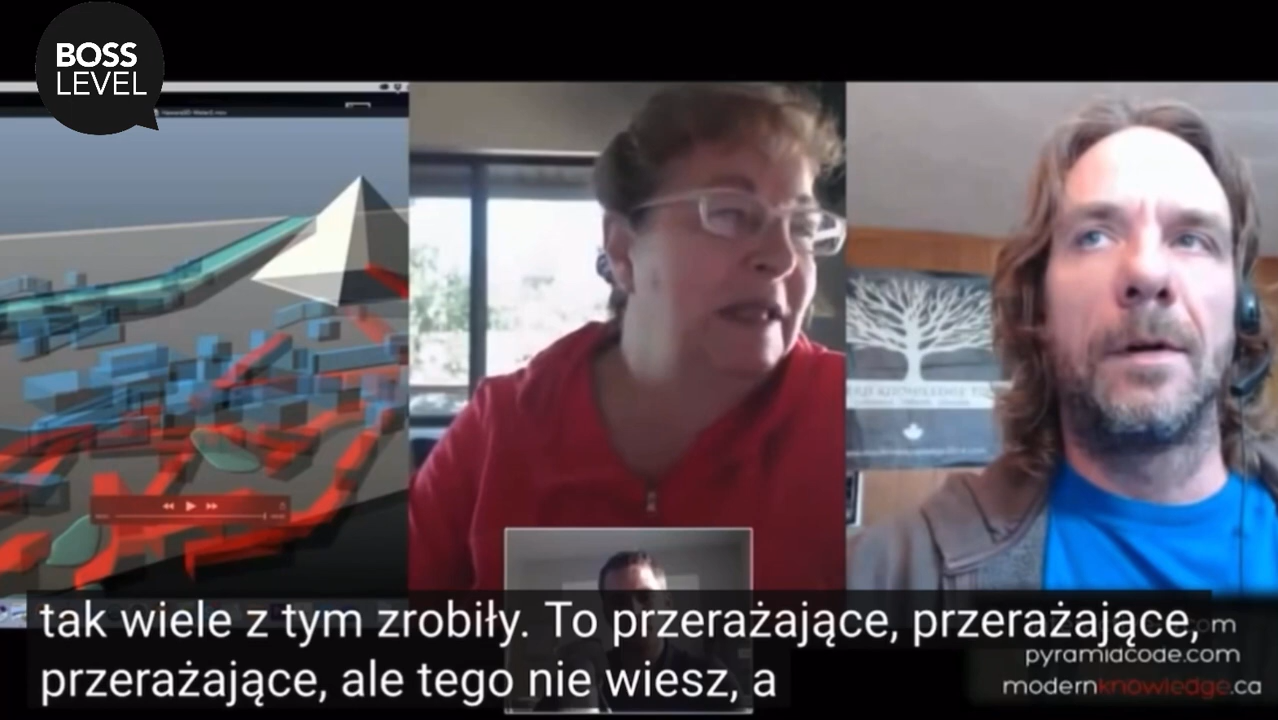 BOSS
LEVEL
tak wiele z tym zrobiły. To przerażające, przerażające,
przerażające, ale tego nie wiesz, a
pyramidcode.com
modernknowledge.ca